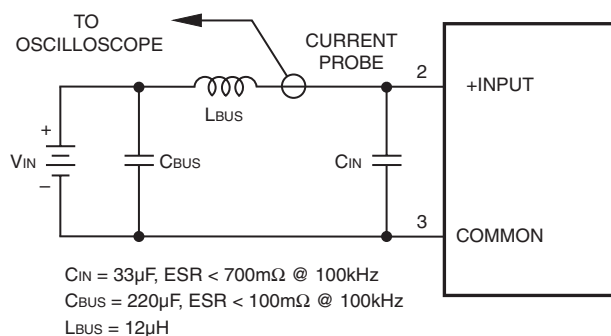 TO
OSCILLOSCOPE
CURRENT
PROBE
2
+INPUT
LBUS
+
VIN
–
CBUS
CIN
3
COMMON
CIN = 33µF, ESR < 700mΩ @ 100kHz
CBUS = 220µF, ESR < 100mΩ @ 100kHz
LBUS = 12µH